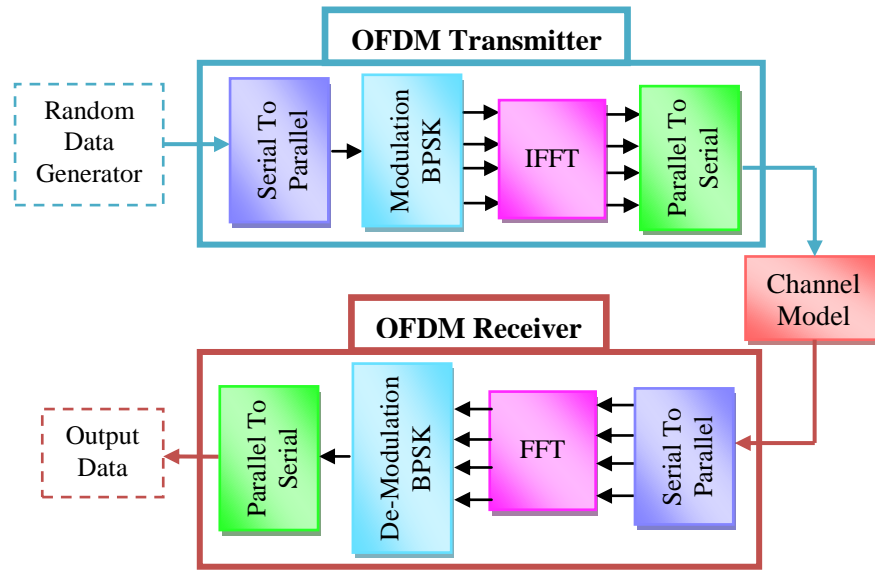 OFDM Transmitter
Random
Data
Generator
Serial To
Parallel
Modulation
BPSK
IFFT
Parallel To
Serial
Channel
Model
OFDM Receiver
Output
Data
Parallel To
Serial
De-Modulation
BPSK
FFT
Serial To
Parallel